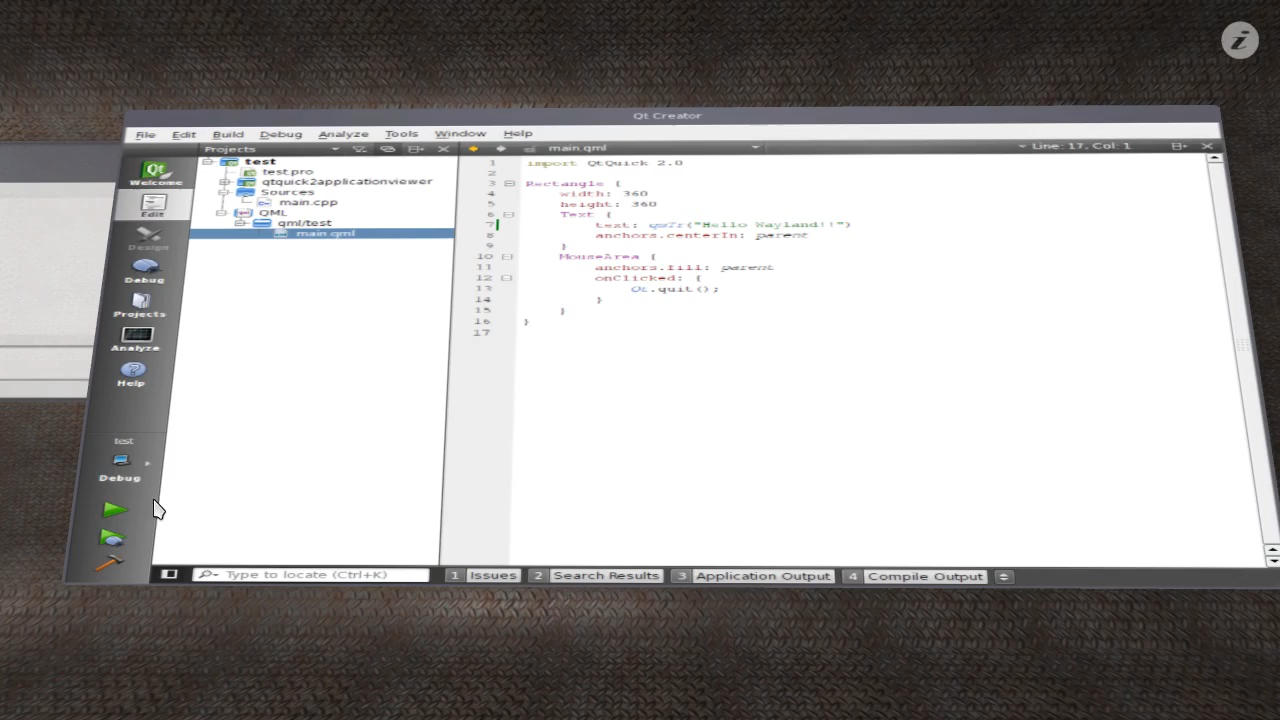 Qt Creator
File Edit Build Debug Analyze Tools Window Help
Projects main.qml Line: 17, Col: 1
Qt
Welcome
Edit
Design
Debug
Projects
Analyze
Help
test
Debug
test
test.pro
qtquick2applicationviewer
Sources
main.cpp
QML
qml/test
main.qml
1 import QtQuick 2.0
2
3 Rectangle {
4 width: 360
5 height: 360
6 Text {
7 text: qsTr("Hello Wayland!!")
8 anchors.centerIn: parent
9 }
10 MouseArea {
11 anchors.fill: parent
12 onClicked: {
13 Qt.quit();
14 }
15 }
16 }
17
Type to locate (Ctrl+K) 1 Issues 2 Search Results 3 Application Output 4 Compile Output
i